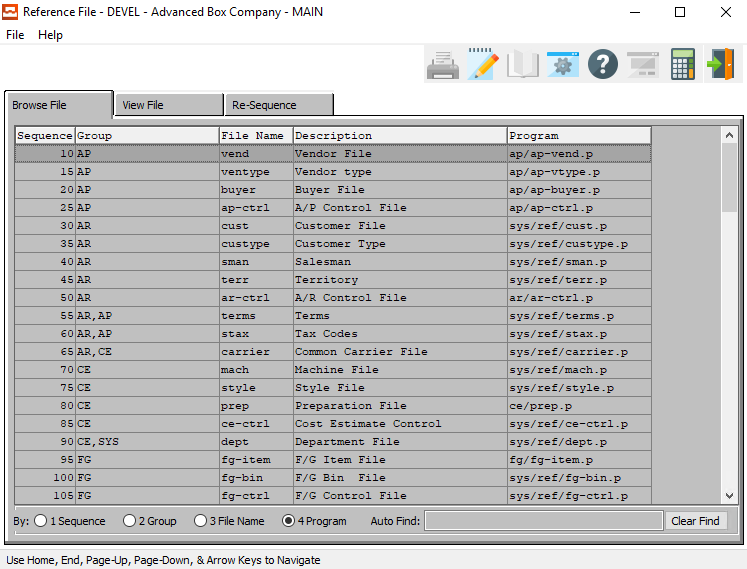 Reference File - DEVEL - Advanced Box Company - MAIN
File Help
Browse File View File Re-Sequence
Sequence Group File Name Description Program
10 AP vend Vendor File ap/ap-vend.p
15 AP ventype Vendor type ap/ap-vtype.p
20 AP buyer Buyer File ap/ap-buyer.p
25 AP ap-ctrl A/P Control File ap/ap-ctrl.p
30 AR cust Customer File sys/ref/cust.p
35 AR custype Customer Type sys/ref/custype.p
40 AR sman Salesman sys/ref/sman.p
45 AR terr Territory sys/ref/terr.p
50 AR ar-ctrl A/R Control File ar/ar-ctrl.p
55 AR,AP terms Terms sys/ref/terms.p
60 AR,AP stax Tax Codes sys/ref/stax.p
65 AR,CE carrier Common Carrier File sys/ref/carrier.p
70 CE mach Machine File sys/ref/mach.p
75 CE style Style File sys/ref/style.p
80 CE prep Preparation File ce/prep.p
85 CE ce-ctrl Cost Estimate Control sys/ref/ce-ctrl.p
90 CE,SYS dept Department File sys/ref/dept.p
95 FG fg-item F/G Item File fg/fg-item.p
100 FG fg-bin F/G Bin  File sys/ref/fg-bin.p
105 FG fg-ctrl F/G Control File sys/ref/fg-ctrl.p
By: 1 Sequence 2 Group 3 File Name 4 Program Auto Find: Clear Find
Use Home, End, Page-Up, Page-Down, & Arrow Keys to Navigate